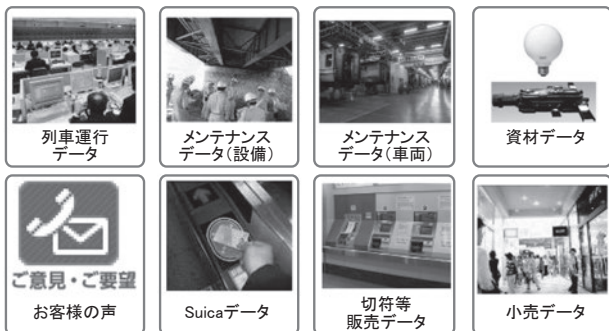 列車運行
データ
メンテナンス
データ(設備)
メンテナンス
データ(車両)
資材データ
ご意見・ご要望
お客様の声
Suicaデータ
切符等
販売データ
小売データ